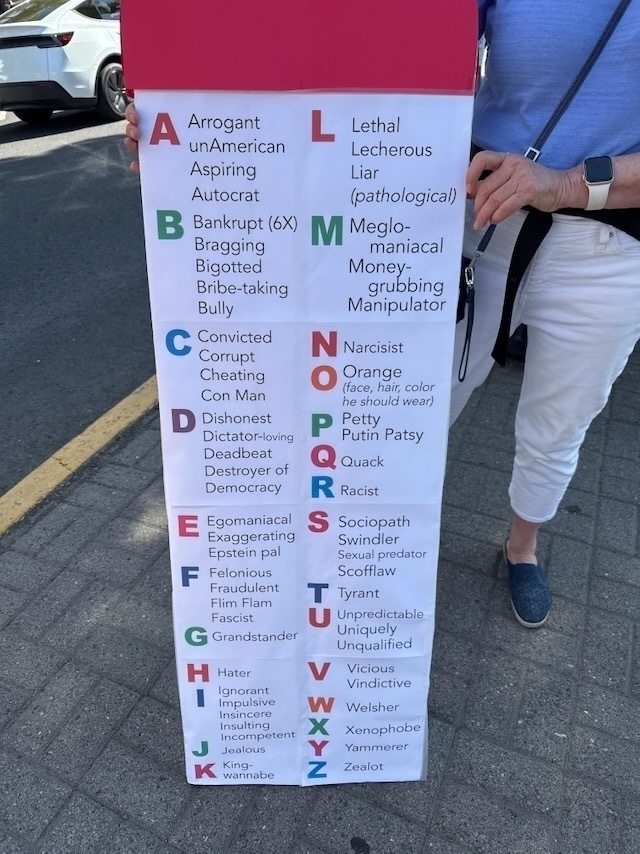 A Arrogant
unAmerican
Aspiring
Autocrat
B Bankrupt (6X)
Bragging
Bigotted
Bribe-taking
Bully
C Convicted
Corrupt
Cheating
Con Man
D Dishonest
Dictator-loving
Deadbeat
Destroyer of
Democracy
E Egomaniacal
Exaggerating
Epstein pal
F Felonious
Fraudulent
Flim Flam
Fascist
G Grandstander
H Hater
I Ignorant
Impulsive
Insincere
Insulting
Incompetent
J Jealous
K King-
wannabe
L Lethal
Lecherous
Liar
(pathological)
M Meglo-
maniacal
Money-
grubbing
Manipulator
N Narcisist
O Orange
(face, hair, color
he should wear)
P Petty
Putin Patsy
Q Quack
R Racist
S Sociopath
Swindler
Sexual predator
Scofflaw
T Tyrant
U Unpredictable
Uniquely
Unqualified
V Vicious
Vindictive
W Welsher
X Xenophobe
Y Yammerer
Z Zealot